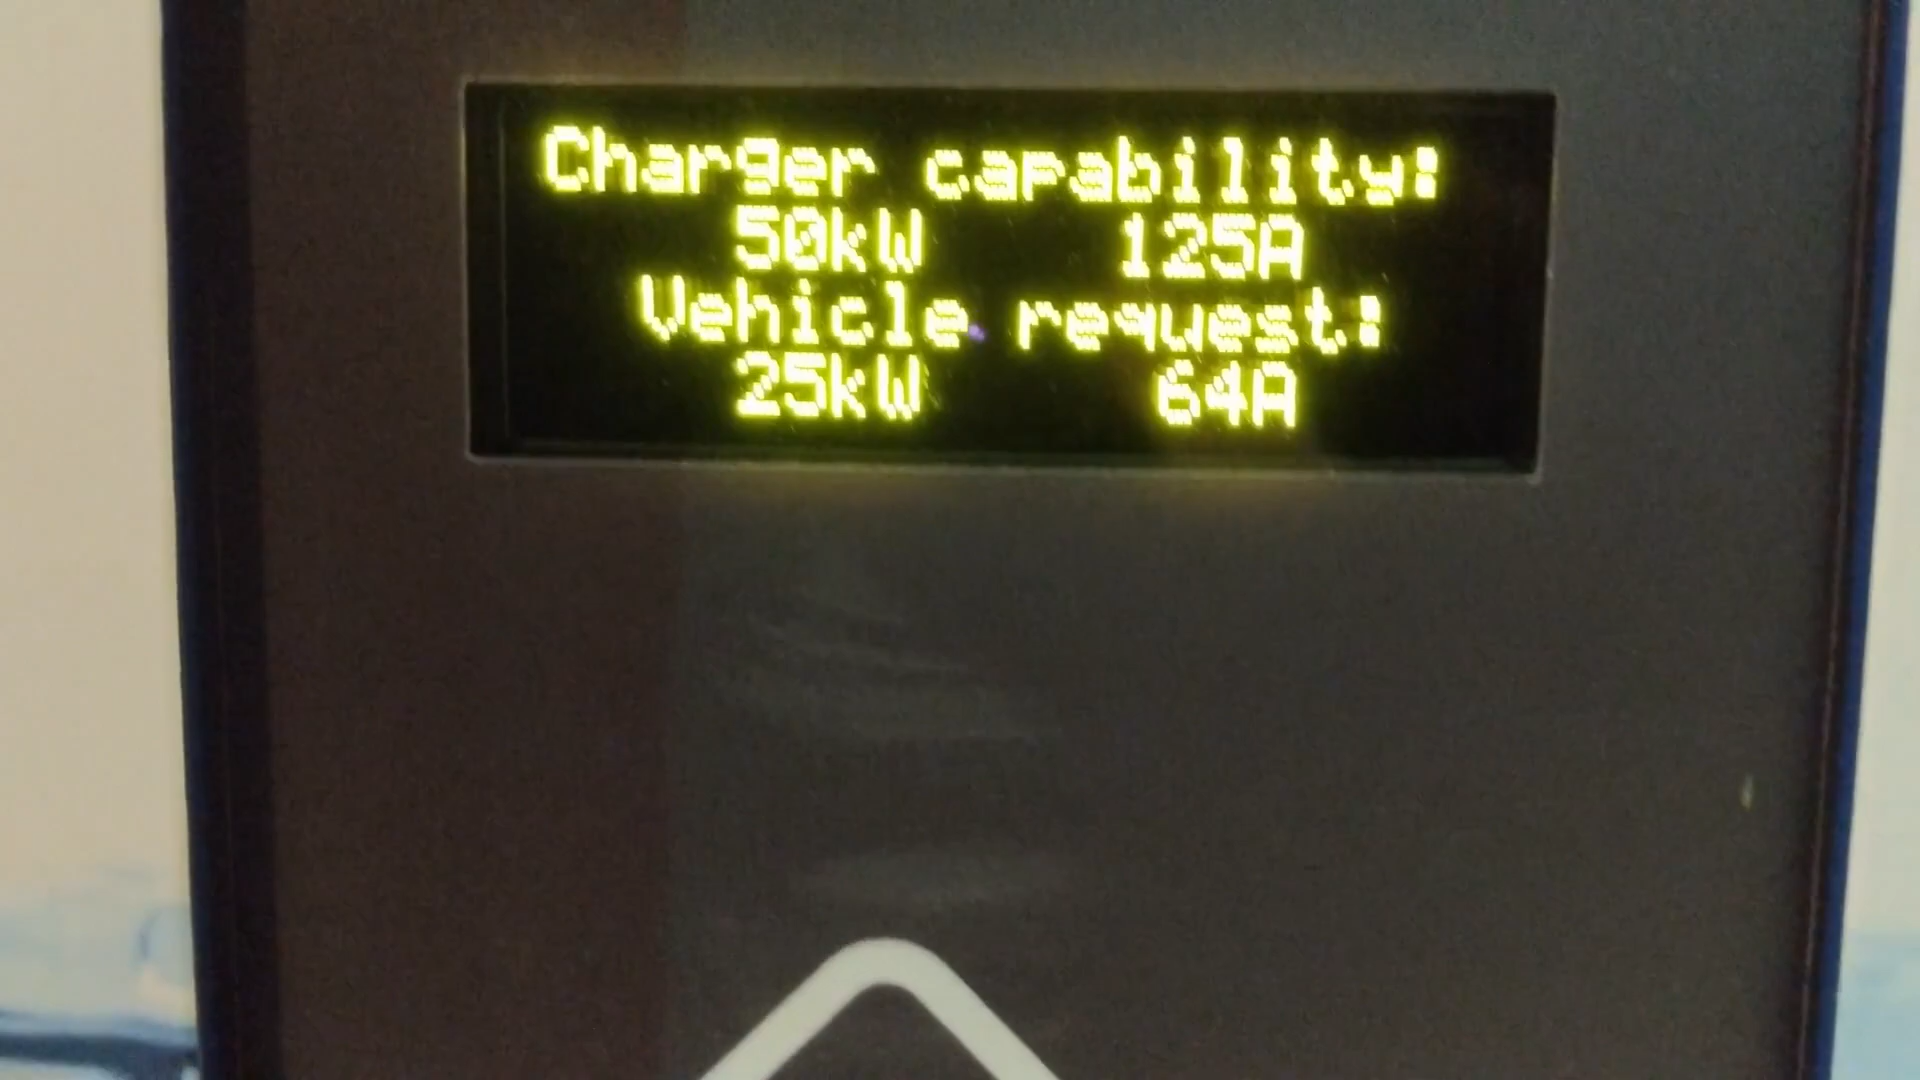 Charger capability:
50kW 125A
Vehicle request:
25kW 64A